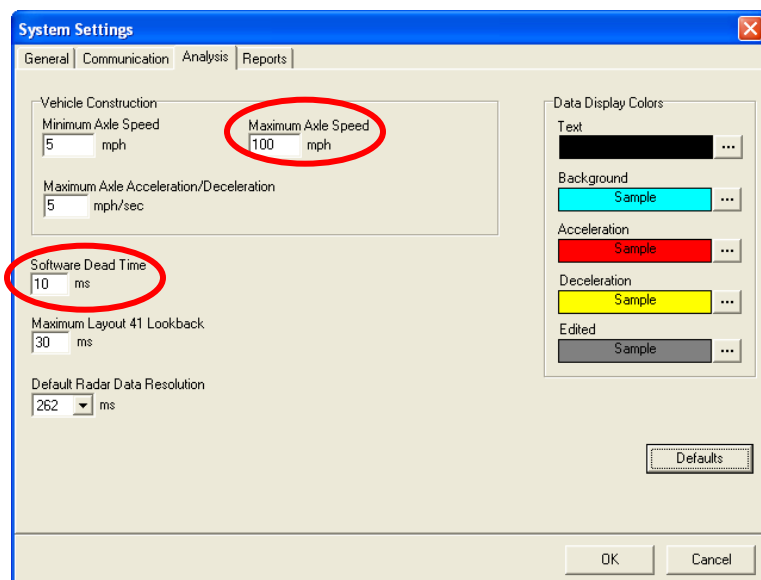 System Settings
General Communication Analysis Reports
Vehicle Construction
Minimum Axle Speed
5 mph
Maximum Axle Speed
100 mph
Maximum Axle Acceleration/Deceleration
5 mph/sec
Software Dead Time
10 ms
Maximum Layout 41 Lookback
30 ms
Default Radar Data Resolution
262 ms
Data Display Colors
Text
...
Background
Sample ...
Acceleration
Sample ...
Deceleration
Sample ...
Edited
Sample ...
Defaults
OK Cancel